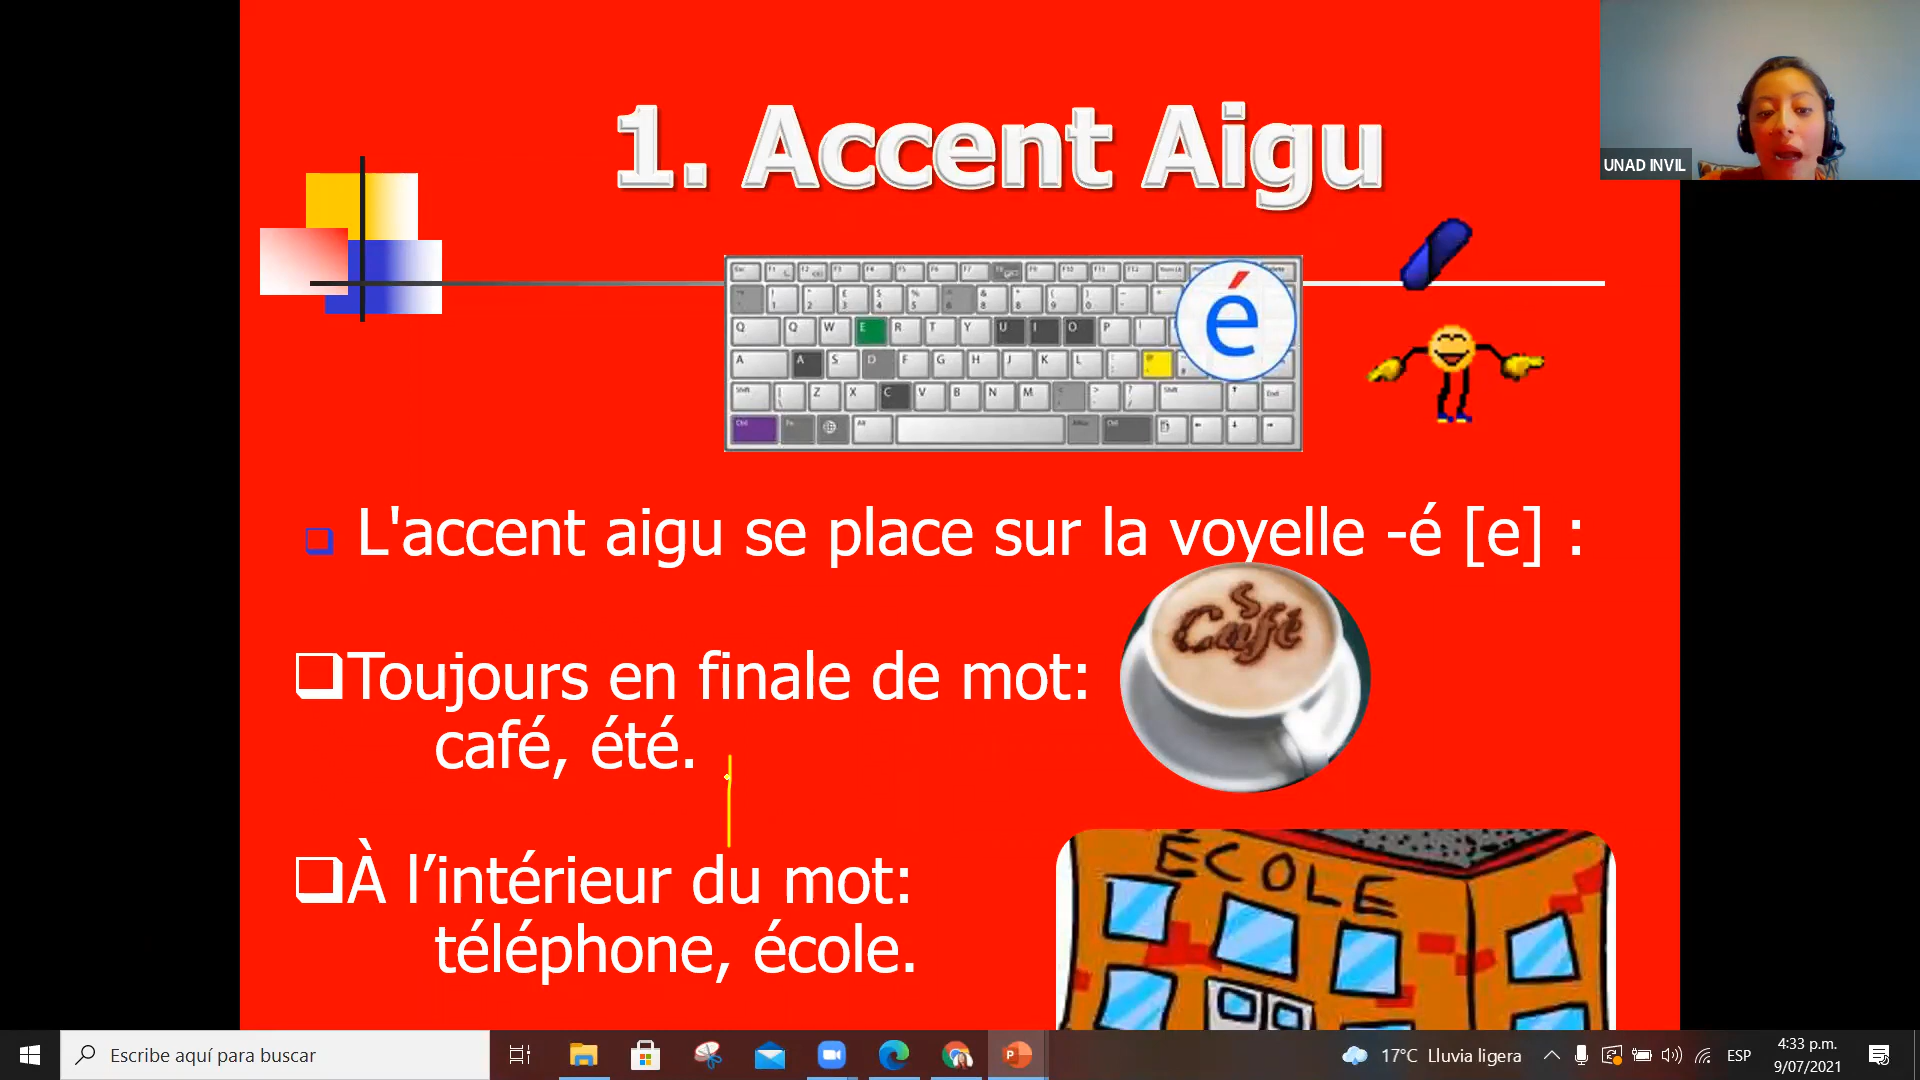 1. Accent Aigu
UNAD INVIL
é
L'accent aigu se place sur la voyelle -é [e] :
❑Toujours en finale de mot:
café, été.
Café
❑À l’intérieur du mot:
téléphone, école.
ECOLE
Escribe aquí para buscar
17°C Lluvia ligera
ESP
4:33 p.m.
9/07/2021